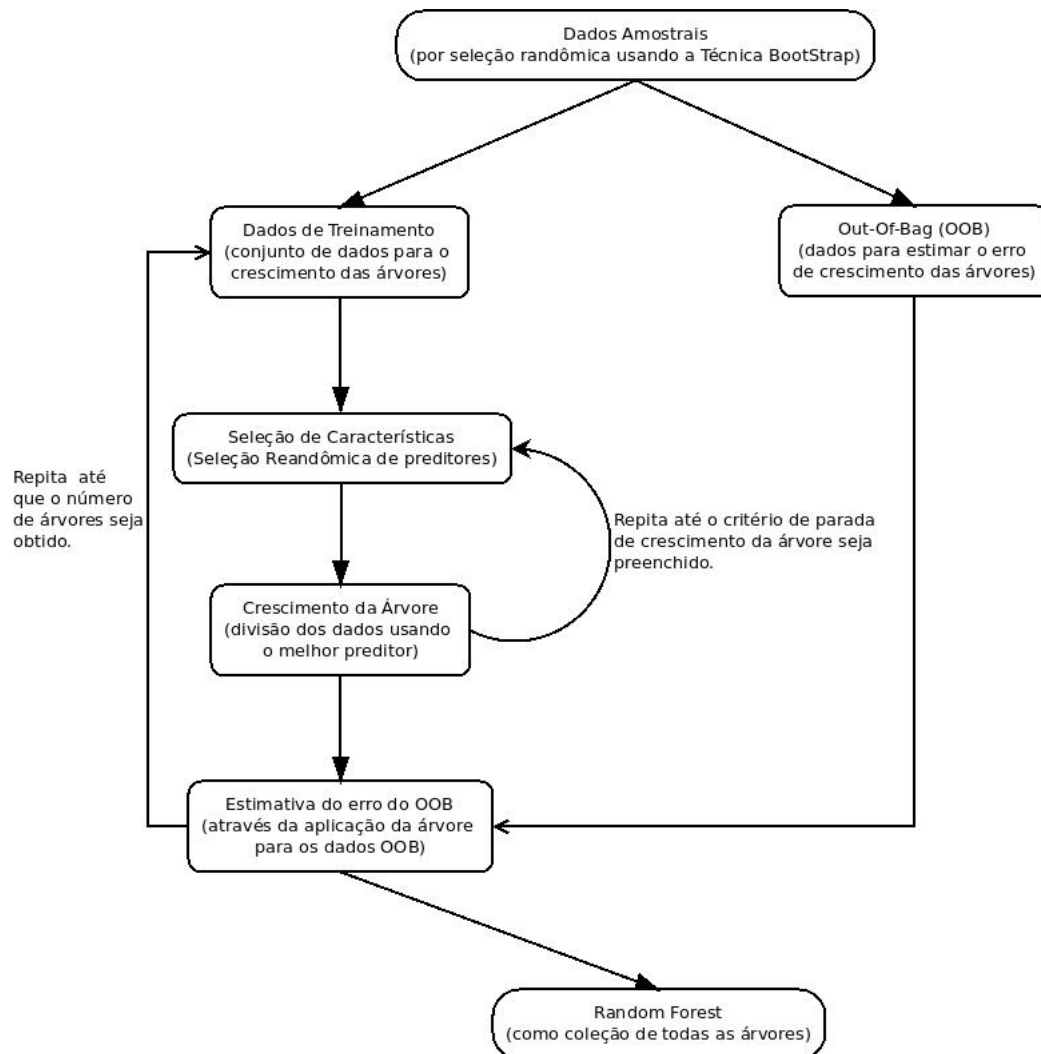 Dados Amostrais
(por seleção randômica usando a Técnica BootStrap)
Dados de Treinamento
(conjunto de dados para o
crescimento das árvores)
Out-Of-Bag (OOB)
(dados para estimar o erro
de crescimento das árvores)
Seleção de Características
(Seleção Reandômica de preditores)
Repita até
que o número
de árvores seja
obtido.
Repita até o critério de parada
de crescimento da árvore seja
preenchido.
Crescimento da Árvore
(divisão dos dados usando
o melhor preditor)
Estimativa do erro do OOB
(através da aplicação da árvore
para os dados OOB)
Random Forest
(como coleção de todas as árvores)